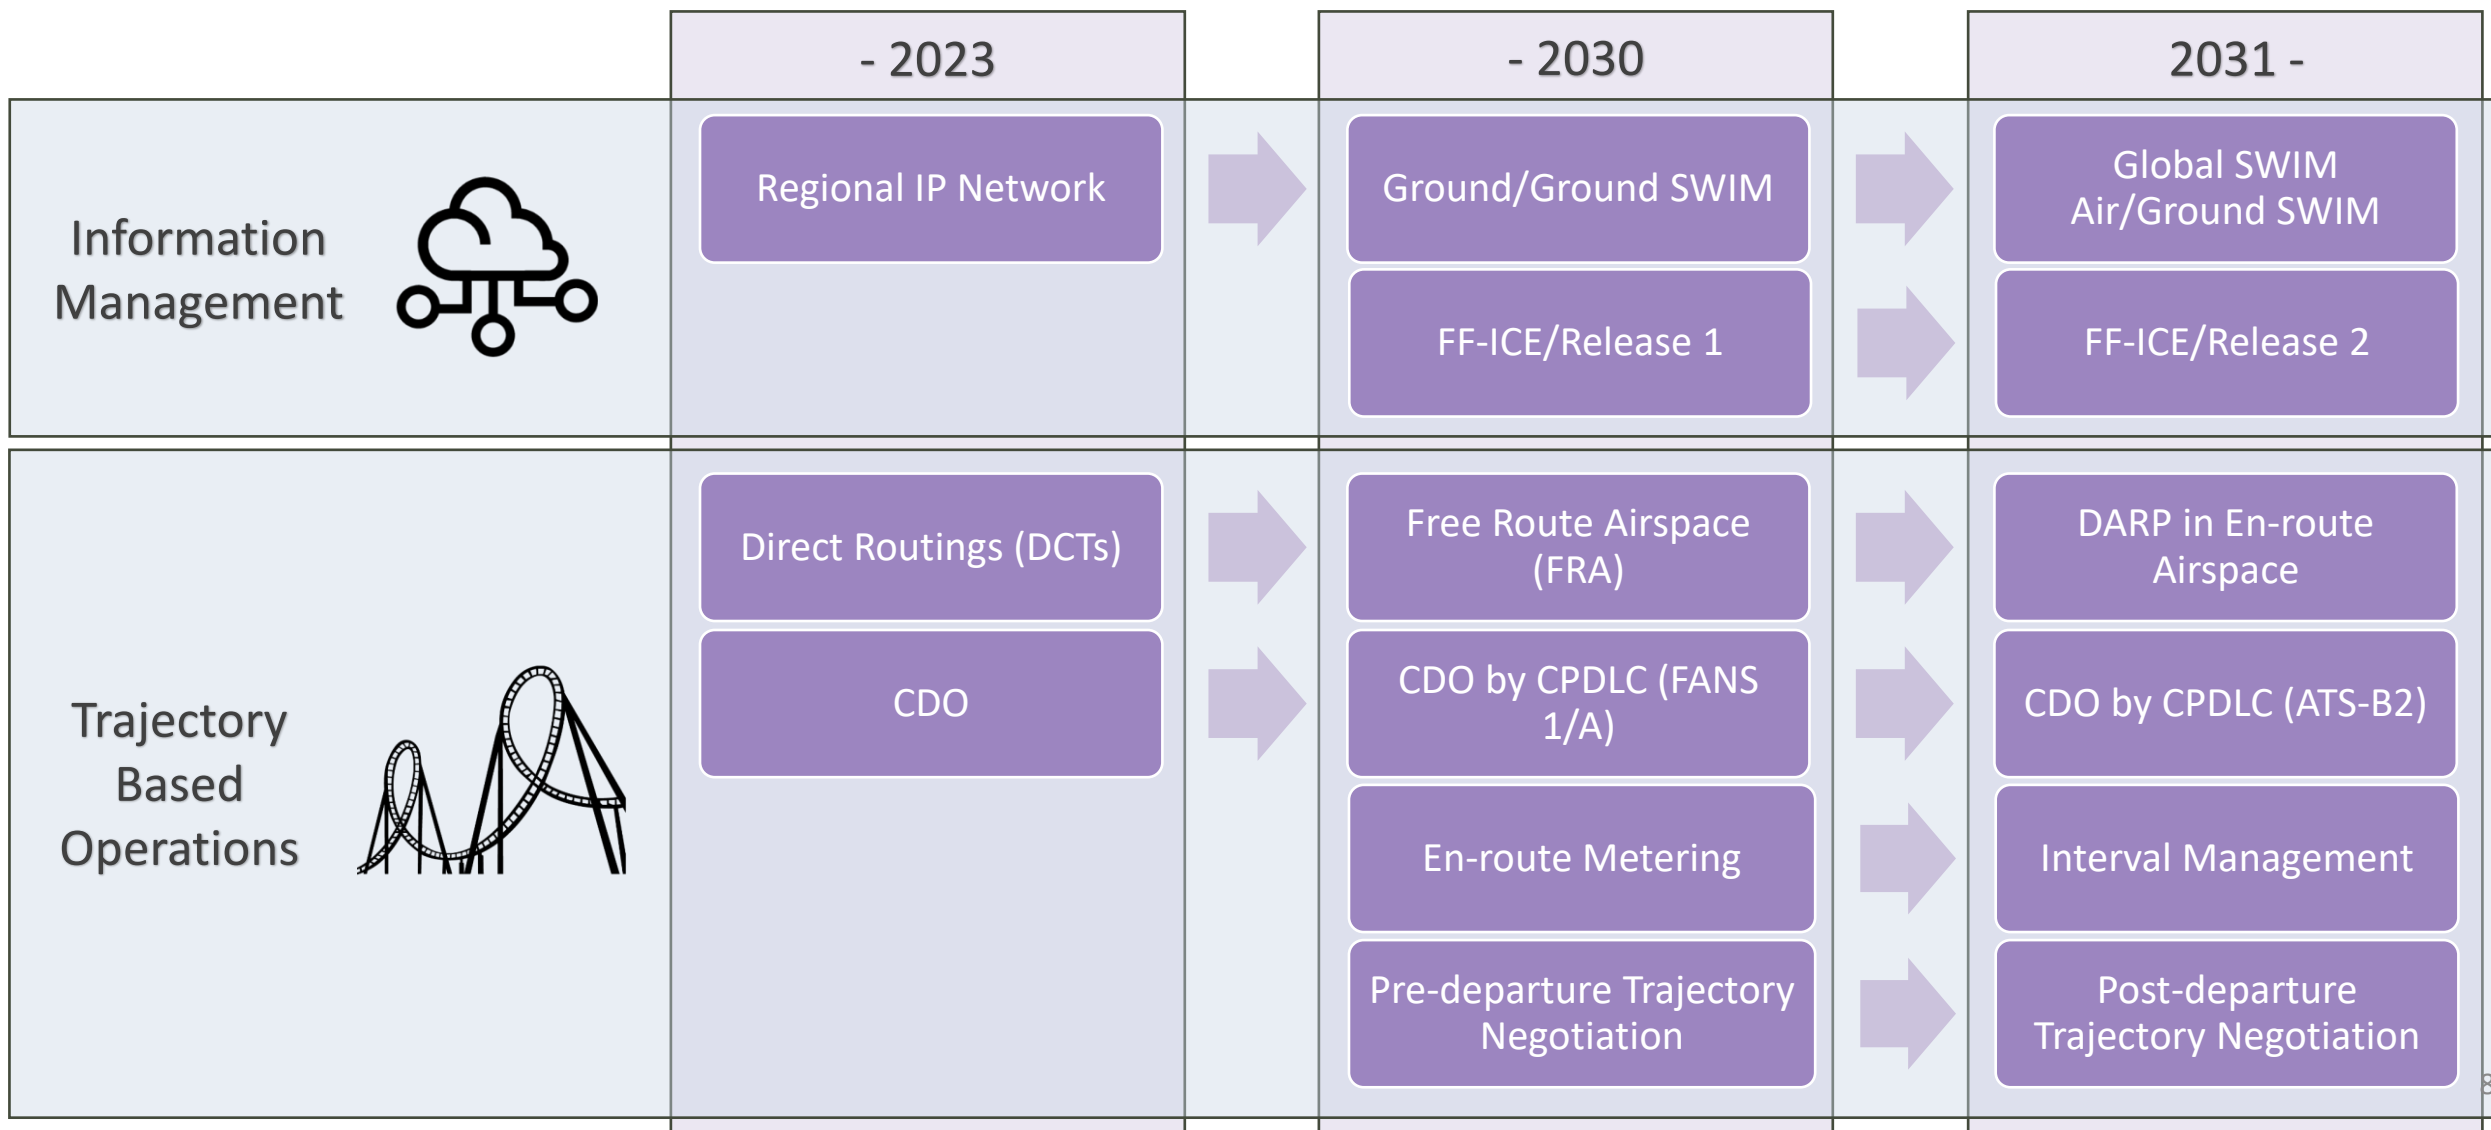 - 2023
- 2030
2031 -
Information
Management
Regional IP Network
Ground/Ground SWIM
Global SWIM
Air/Ground SWIM
FF-ICE/Release 1
FF-ICE/Release 2
Trajectory
Based
Operations
Direct Routings (DCTs)
Free Route Airspace
(FRA)
DARP in En-route
Airspace
CDO
CDO by CPDLC (FANS
1/A)
CDO by CPDLC (ATS-B2)
En-route Metering
Interval Management
Pre-departure Trajectory
Negotiation
Post-departure
Trajectory Negotiation
8